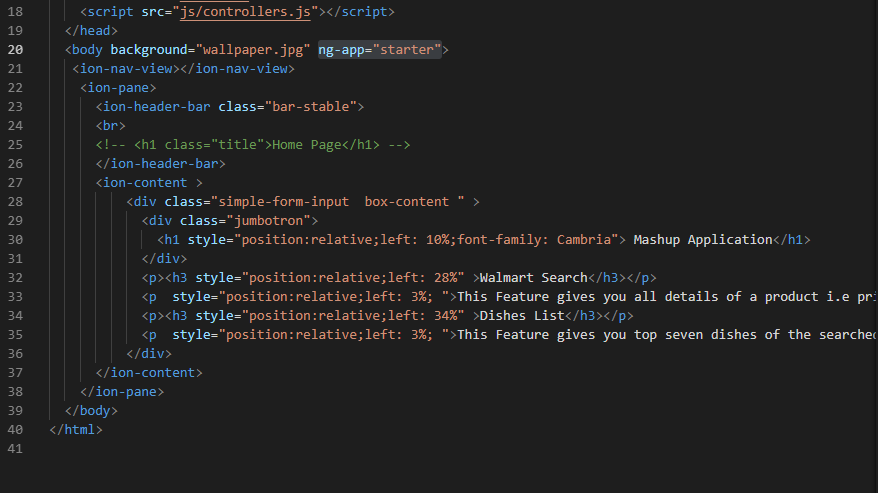 18 <script src="js/controllers.js"></script>
19 </head>
20 <body background="wallpaper.jpg" ng-app="starter">
21 <ion-nav-view></ion-nav-view>
22 <ion-pane>
23 <ion-header-bar class="bar-stable">
24 <br>
25 <!-- <h1 class="title">Home Page</h1> -->
26 </ion-header-bar>
27 <ion-content >
28 <div class="simple-form-input  box-content " >
29 <div class="jumbotron">
30 <h1 style="position:relative;left: 10%;font-family: Cambria"> Mashup Application</h1>
31 </div>
32 <p><h3 style="position:relative;left: 28%" >Walmart Search</h3></p>
33 <p  style="position:relative;left: 3%; ">This Feature gives you all details of a product i.e pri
34 <p><h3 style="position:relative;left: 34%" >Dishes List</h3></p>
35 <p  style="position:relative;left: 3%; ">This Feature gives you top seven dishes of the searched
36 </div>
37 </ion-content>
38 </ion-pane>
39 </body>
40 </html>
41